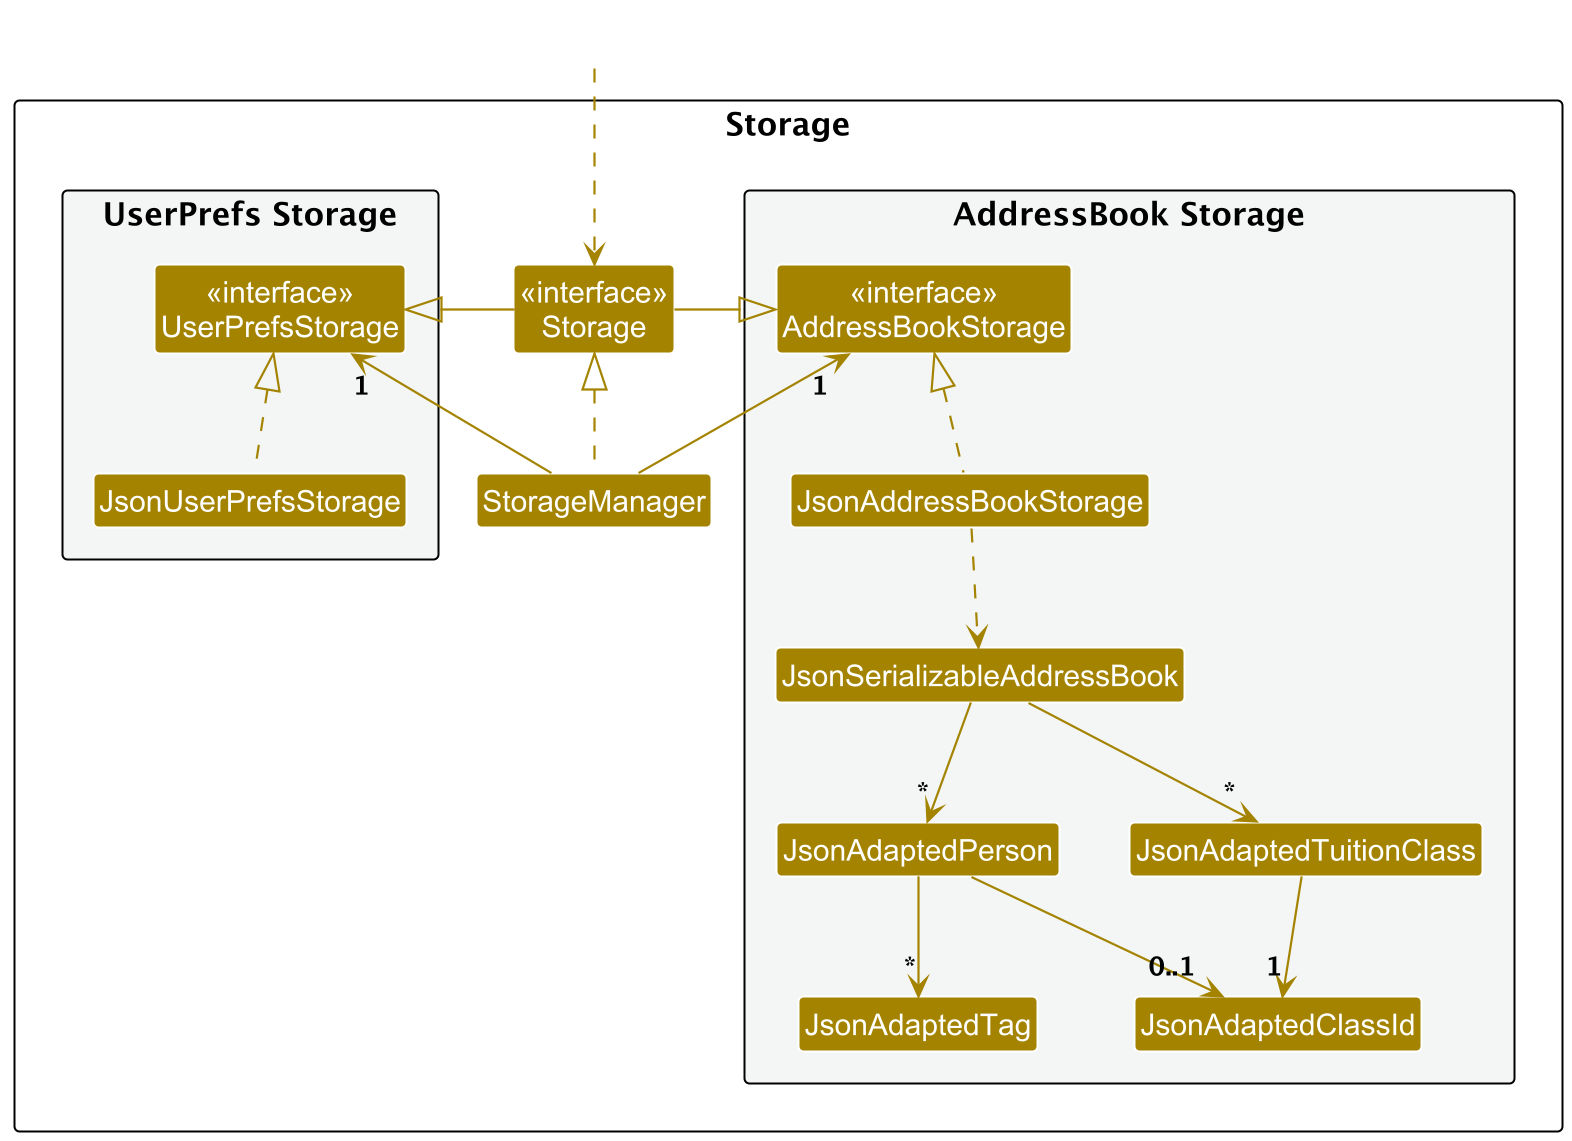 Storage
UserPrefs Storage
AddressBook Storage
«interface»
UserPrefsStorage
«interface»
Storage
«interface»
AddressBookStorage
1
1
JsonUserPrefsStorage
StorageManager
JsonAddressBookStorage
JsonSerializableAddressBook
*
*
JsonAdaptedPerson
JsonAdaptedTuitionClass
*
0..1
1
JsonAdaptedTag
JsonAdaptedClassId